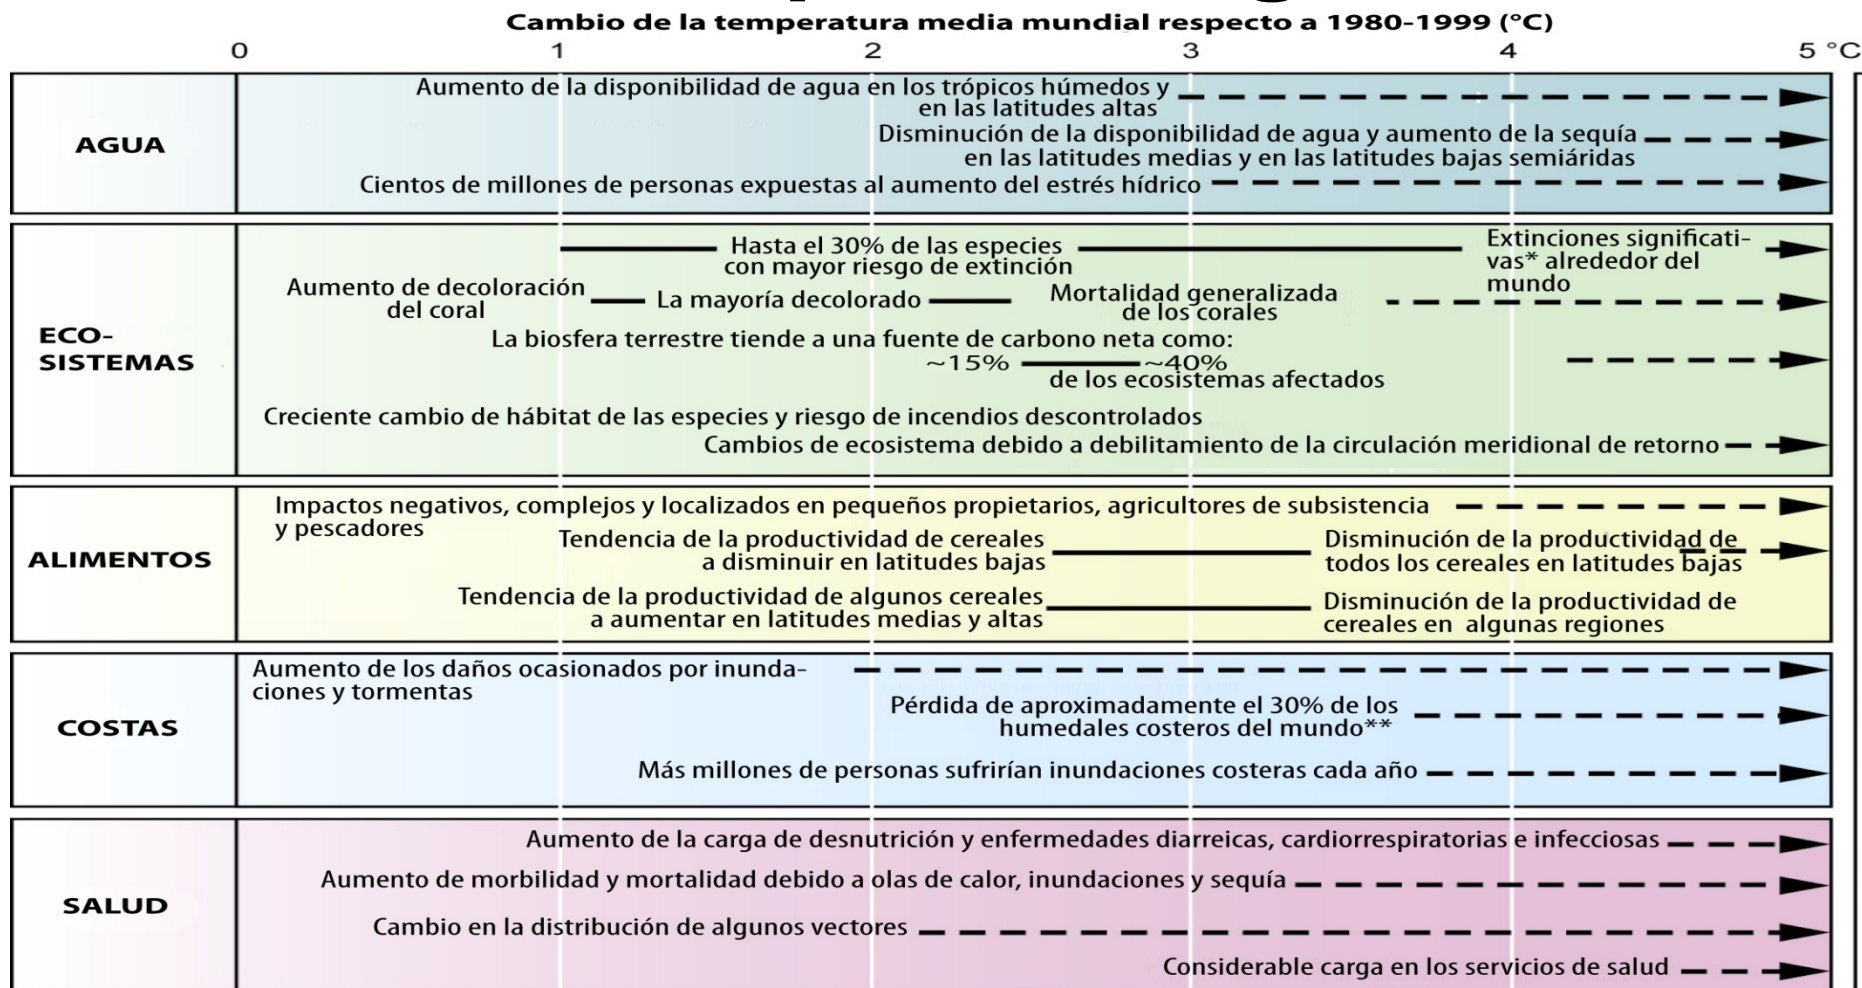 Cambio de la temperatura media mundial respecto a 1980-1999 (°C)
0 1 2 3 4 5 °C
AGUA
Aumento de la disponibilidad de agua en los trópicos húmedos y
en las latitudes altas
Disminución de la disponibilidad de agua y aumento de la sequía
en las latitudes medias y en las latitudes bajas semiáridas
Cientos de millones de personas expuestas al aumento del estrés hídrico
ECO-
SISTEMAS
Hasta el 30% de las especies
con mayor riesgo de extinción
Extinciones significati-
vas* alrededor del
mundo
Aumento de decoloración
del coral
La mayoría decolorado
Mortalidad generalizada
de los corales
La biosfera terrestre tiende a una fuente de carbono neta como:
~15% ~40%
de los ecosistemas afectados
Creciente cambio de hábitat de las especies y riesgo de incendios descontrolados
Cambios de ecosistema debido a debilitamiento de la circulación meridional de retorno
ALIMENTOS
Impactos negativos, complejos y localizados en pequeños propietarios, agricultores de subsistencia
y pescadores
Tendencia de la productividad de cereales
a disminuir en latitudes bajas
Disminución de la productividad de
todos los cereales en latitudes bajas
Tendencia de la productividad de algunos cereales
a aumentar en latitudes medias y altas
Disminución de la productividad de
cereales en algunas regiones
COSTAS
Aumento de los daños ocasionados por inunda-
ciones y tormentas
Pérdida de aproximadamente el 30% de los
humedales costeros del mundo**
Más millones de personas sufrirían inundaciones costeras cada año
SALUD
Aumento de la carga de desnutrición y enfermedades diarreicas, cardiorrespiratorias e infecciosas
Aumento de morbilidad y mortalidad debido a olas de calor, inundaciones y sequía
Cambio en la distribución de algunos vectores
Considerable carga en los servicios de salud